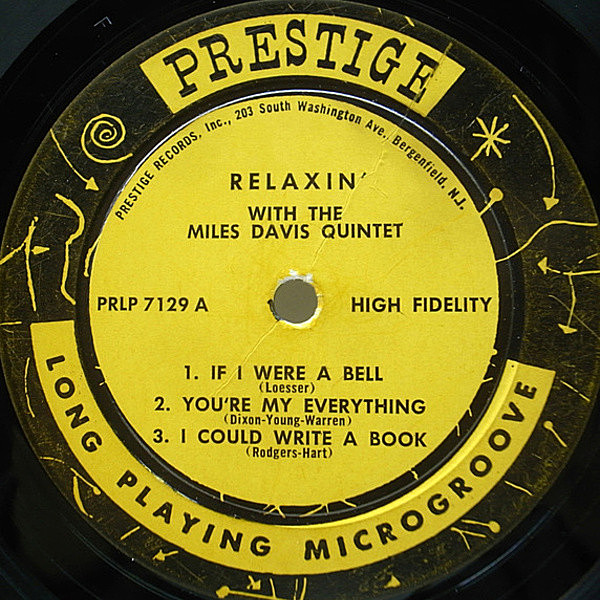 PRESTIGE
PRESTIGE RECORDS, Inc., 203 South Washington Ave., Bergenfield, N.J.
RELAXIN'
WITH THE
MILES DAVIS QUINTET
PRLP 7129 A HIGH FIDELITY
1. IF I WERE A BELL
(Loesser)
2. YOU'RE MY EVERYTHING
(Dixon-Young-Warren)
3. I COULD WRITE A BOOK
(Rodgers-Hart)
LONG PLAYING MICROGROOVE